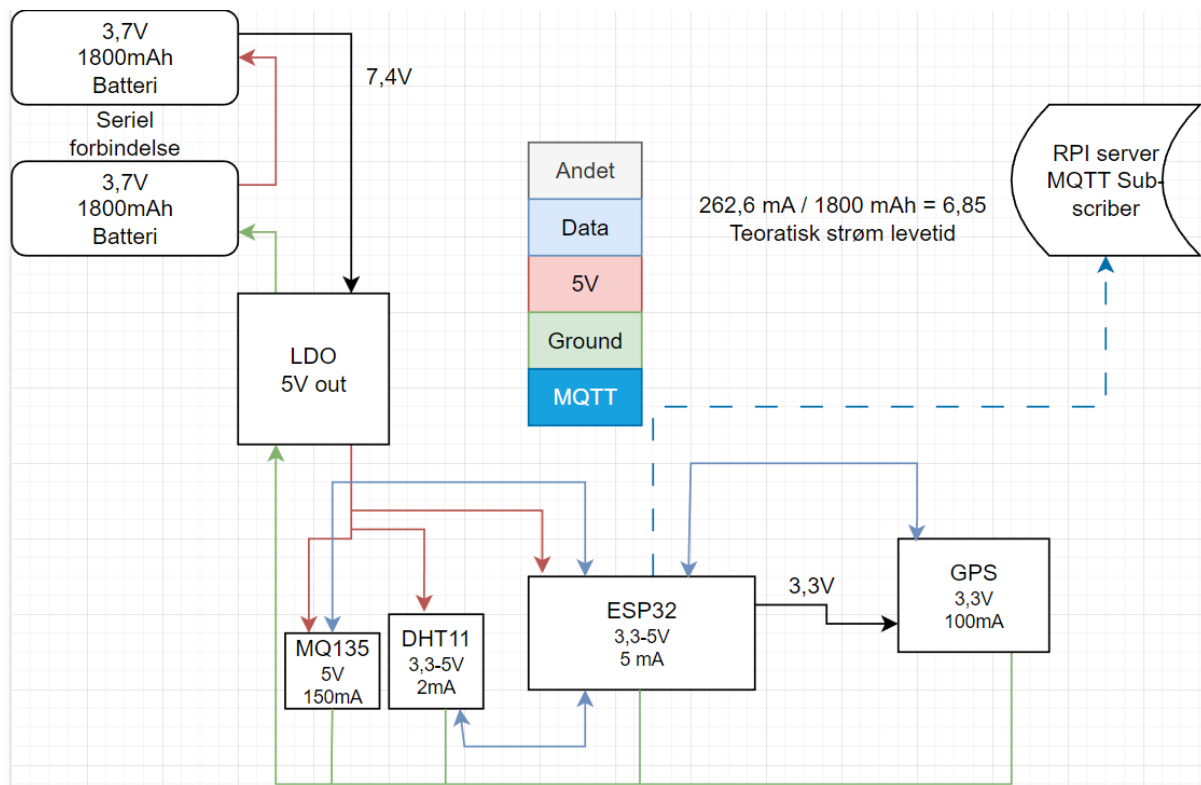 3,7V
1800mAh
Batteri
7,4V
Seriel
forbindelse
3,7V
1800mAh
Batteri
LDO
5V out
Andet
Data
5V
Ground
MQTT
262,6 mA / 1800 mAh = 6,85
Teoratisk strøm levetid
RPI server
MQTT Sub-
scriber
MQ135
5V
150mA
DHT11
3,3-5V
2mA
ESP32
3,3-5V
5 mA
3,3V
GPS
3,3V
100mA